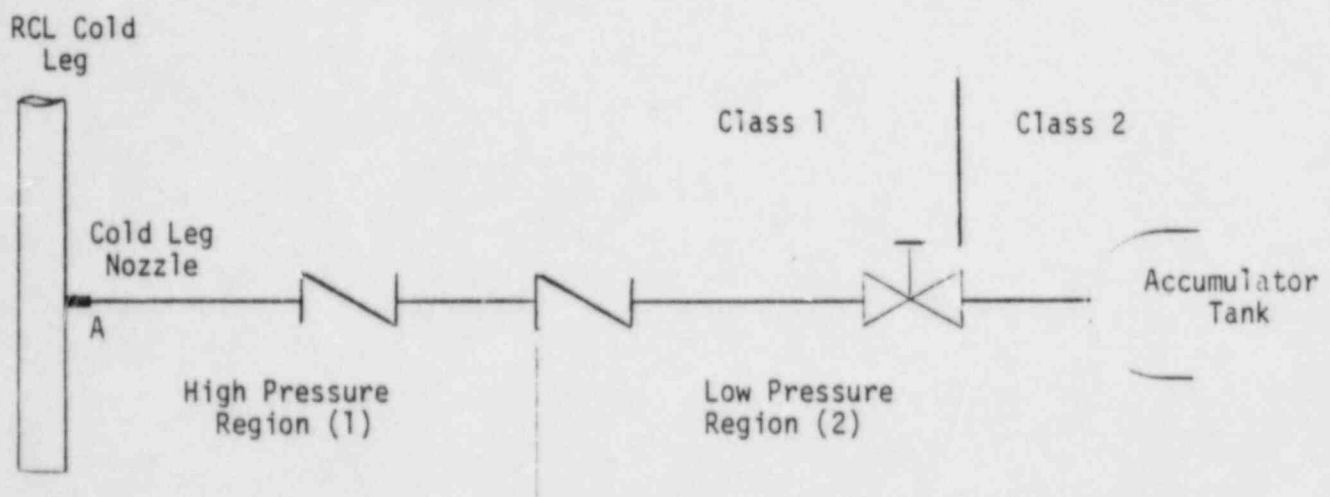 RCL Cold
Leg
Class 1
Class 2
Cold Leg
Nozzle
A
Accumulator
Tank
High Pressure
Region (1)
Low Pressure
Region (2)